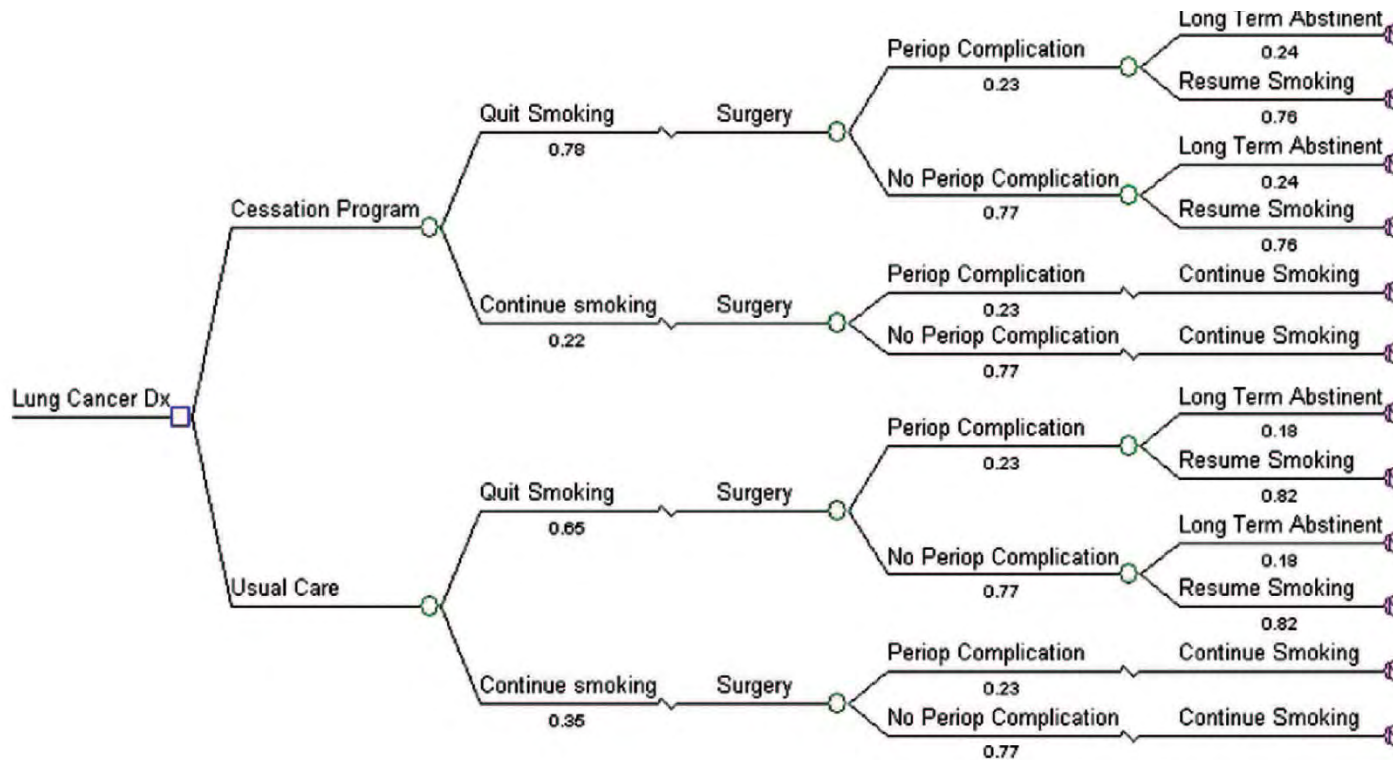 Long Term Abstinent
Periop Complication
0.24
0.23
Resume Smoking
Quit Smoking
Surgery
0.76
0.78
Long Term Abstinent
No Periop Complication
0.24
0.77
Resume Smoking
Cessation Program
0.76
Periop Complication
Continue Smoking
Continue smoking
Surgery
0.23
0.22
No Periop Complication
Continue Smoking
0.77
Lung Cancer Dx
Long Term Abstinent
Periop Complication
0.18
0.23
Resume Smoking
Quit Smoking
Surgery
0.82
0.65
Long Term Abstinent
No Periop Complication
0.18
0.77
Resume Smoking
Usual Care
0.82
Periop Complication
Continue Smoking
Continue smoking
Surgery
0.23
0.35
No Periop Complication
Continue Smoking
0.77